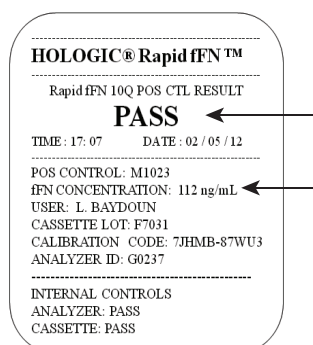 HOLOGIC® Rapid fFN ™
Rapid fFN 10Q POS CTL RESULT
PASS
TIME : 17: 07 DATE : 02 / 05 / 12
POS CONTROL: M1023
fFN CONCENTRATION: 112 ng/mL
USER: L. BAYDOUN
CASSETTE LOT: F7031
CALIBRATION CODE: 7JHMB-87WU3
ANALYZER ID: G0237
INTERNAL CONTROLS
ANALYZER: PASS
CASSETTE: PASS